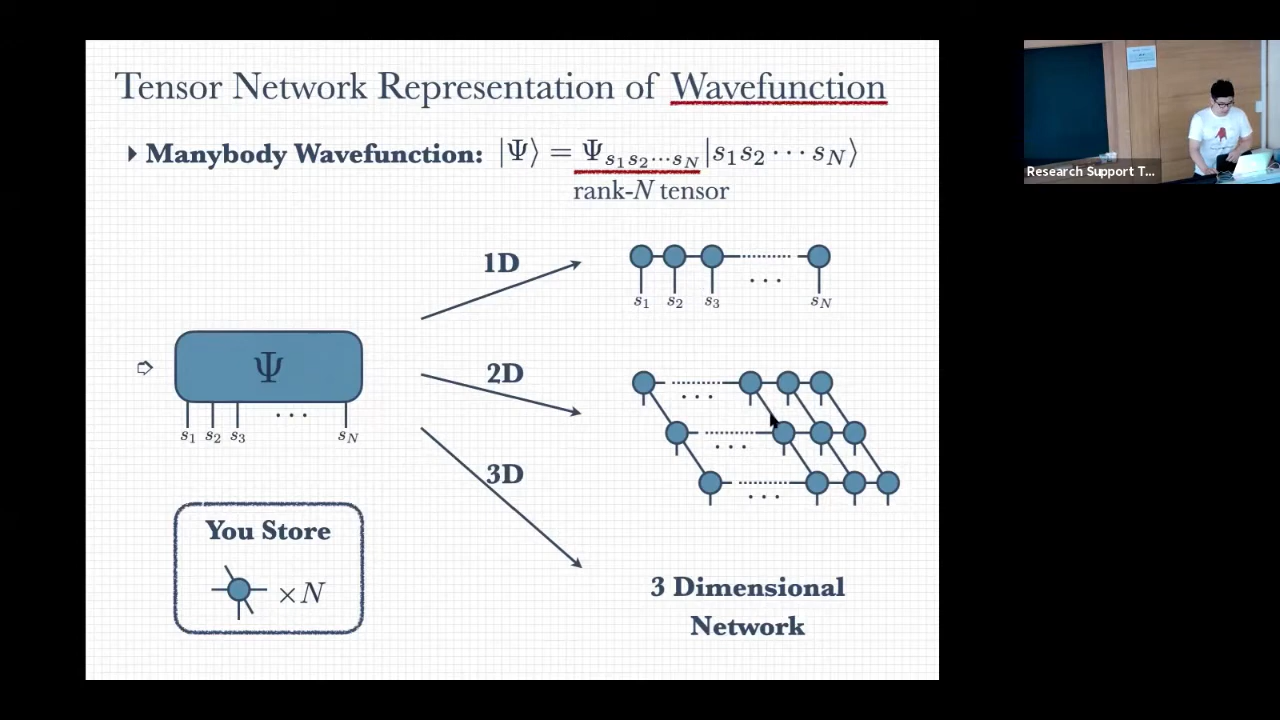 Tensor Network Representation of Wavefunction
Manybody Wavefunction: |Ψ⟩ = Ψ_{s₁s₂⋯s_N}|s₁s₂⋯s_N⟩
rank-N tensor
1D
s₁ s₂ s₃ ··· s_N
Ψ
s₁ s₂ s₃ ··· s_N
2D
3D
You Store
×N
3 Dimensional
Network
Research Support T...